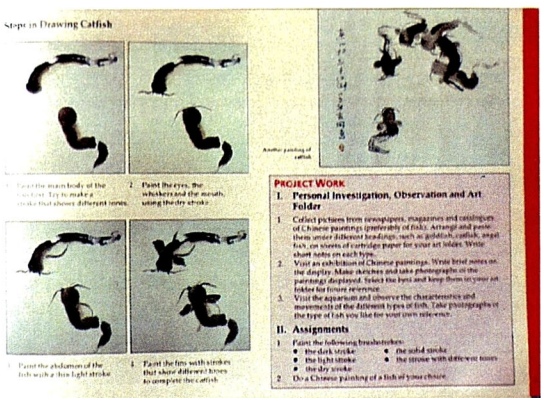 Steps in Drawing Catfish
1 Paint the main body of the
catfish. Try to make a
stroke that shows different tones.
2 Paint the eyes, the
whiskers and the mouth,
using the dry stroke.
3 Paint the abdomen of the
fish with a thin light stroke
4 Paint the fins with strokes
that show different tones
to complete the catfish
Another painting of
catfish
PROJECT WORK
I. Personal Investigation, Observation and Art
Folder
1 Collect pictures from newspapers, magazines and catalogues
of Chinese paintings (preferably of fish). Arrange and paste
them under different headings, such as goldfish, catfish, angel
fish, on sheets of cartridge paper for your art folder. Write
short notes on each type.
2 Visit an exhibition of Chinese paintings. Write brief notes on
the display. Make sketches and take photographs of the
paintings displayed. Select the best and keep them in your art
folder for future reference.
3 Visit the aquarium and observe the characteristics and
movements of the different types of fish. Take photographs of
the type of fish you like for your own reference.
II. Assignments
1 Paint the following brushstrokes:
• the dark stroke • the solid stroke
• the light stroke • the stroke with different tones
• the dry stroke
2 Do a Chinese painting of a fish of your choice.